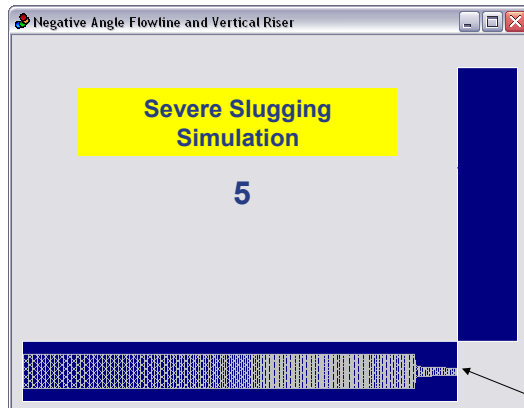 Negative Angle Flowline and Vertical Riser
Severe Slugging
Simulation
5